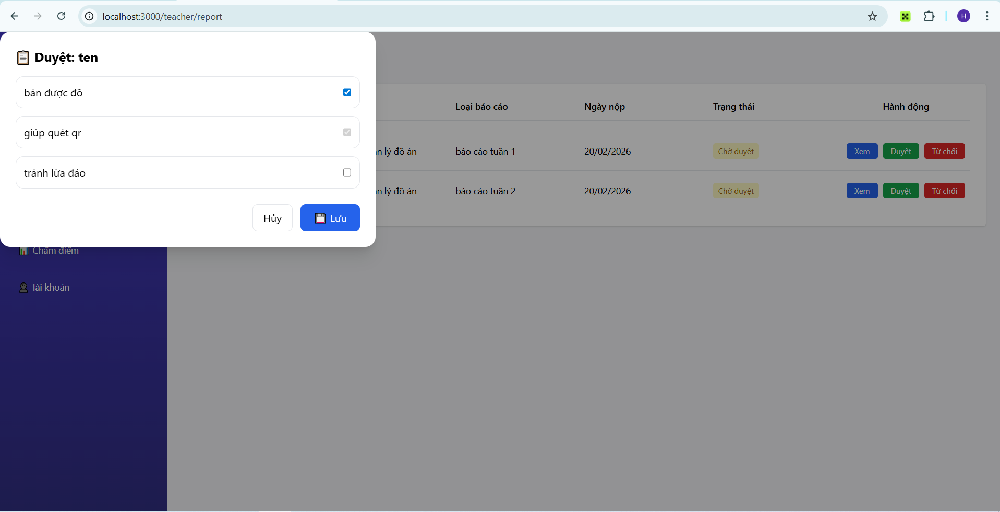 localhost:3000/teacher/report
H
Duyệt: ten
bán được đồ
giúp quét qr
tránh lừa đảo
Hủy
Lưu
Loại báo cáo Ngày nộp Trạng thái Hành động
lý đồ án báo cáo tuần 1 20/02/2026 Chờ duyệt Xem Duyệt Từ chối
lý đồ án báo cáo tuần 2 20/02/2026 Chờ duyệt Xem Duyệt Từ chối
Chấm điểm
Tài khoản